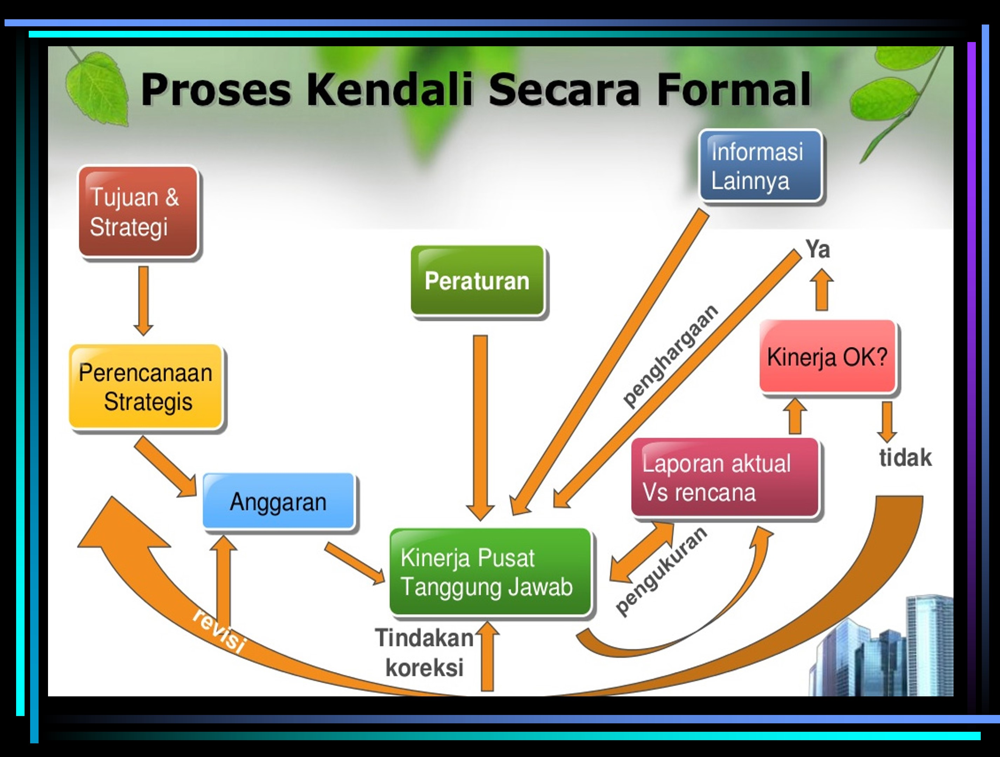 Proses Kendali Secara Formal
Informasi
Lainnya
Tujuan &
Strategi
Ya
Peraturan
penghargaan
Kinerja OK?
Perencanaan
Strategis
tidak
Laporan aktual
Vs rencana
Anggaran
Kinerja Pusat
Tanggung Jawab
pengukuran
revisi
Tindakan
koreksi